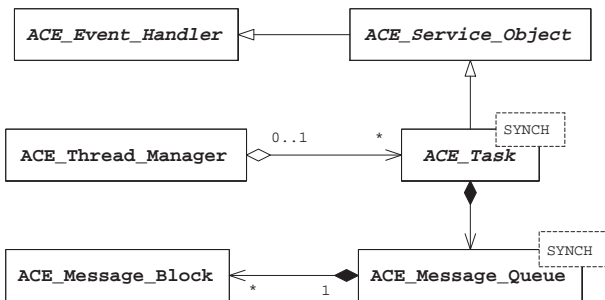 ACE_Event_Handler
ACE_Service_Object
SYNCH
0..1
*
ACE_Thread_Manager
ACE_Task
SYNCH
ACE_Message_Block
ACE_Message_Queue
*
1